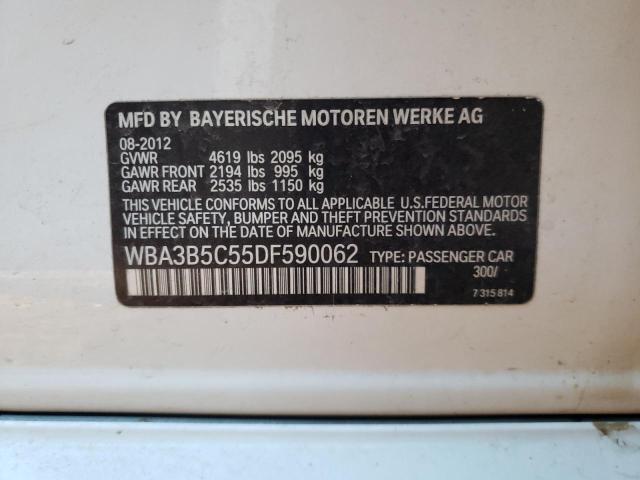 MFD BY BAYERISCHE MOTOREN WERKE AG
08-2012
GVWR 4619 lbs 2095 kg
GAWR FRONT 2194 lbs 995 kg
GAWR REAR 2535 lbs 1150 kg
THIS VEHICLE CONFORMS TO ALL APPLICABLE U.S.FEDERAL MOTOR
VEHICLE SAFETY, BUMPER AND THEFT PREVENTION STANDARDS
IN EFFECT ON THE DATE OF MANUFACTURE SHOWN ABOVE.
WBA3B5C55DF590062 TYPE: PASSENGER CAR
300/
7 315 814